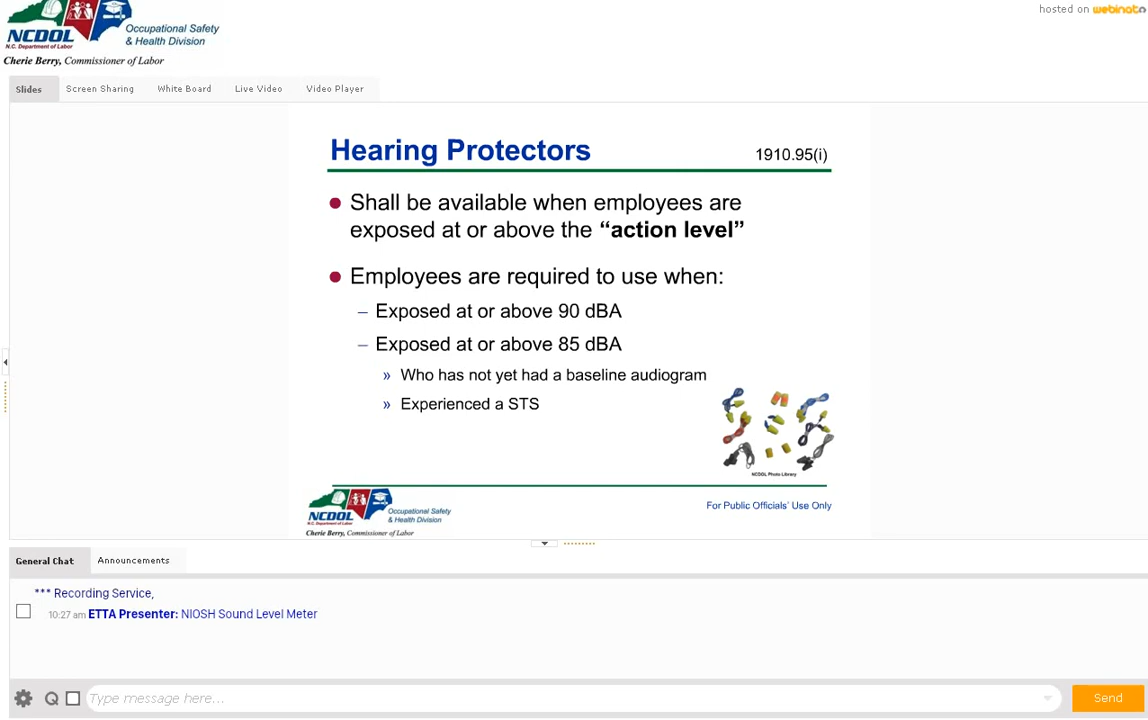 hosted on webinato
NCDOL
N.C. Department of Labor
Occupational Safety
& Health Division
Cherie Berry, Commissioner of Labor
Slides
Screen Sharing
White Board
Live Video
Video Player
Hearing Protectors
1910.95(i)
Shall be available when employees are
exposed at or above the “action level”
Employees are required to use when:
– Exposed at or above 90 dBA
– Exposed at or above 85 dBA
» Who has not yet had a baseline audiogram
» Experienced a STS
NCDOL Photo Library
NCDOL
N.C. Department of Labor
Occupational Safety
& Health Division
Cherie Berry, Commissioner of Labor
For Public Officials’ Use Only
General Chat
Announcements
*** Recording Service,
10:27 am ETTA Presenter: NIOSH Sound Level Meter
Type message here...
Send